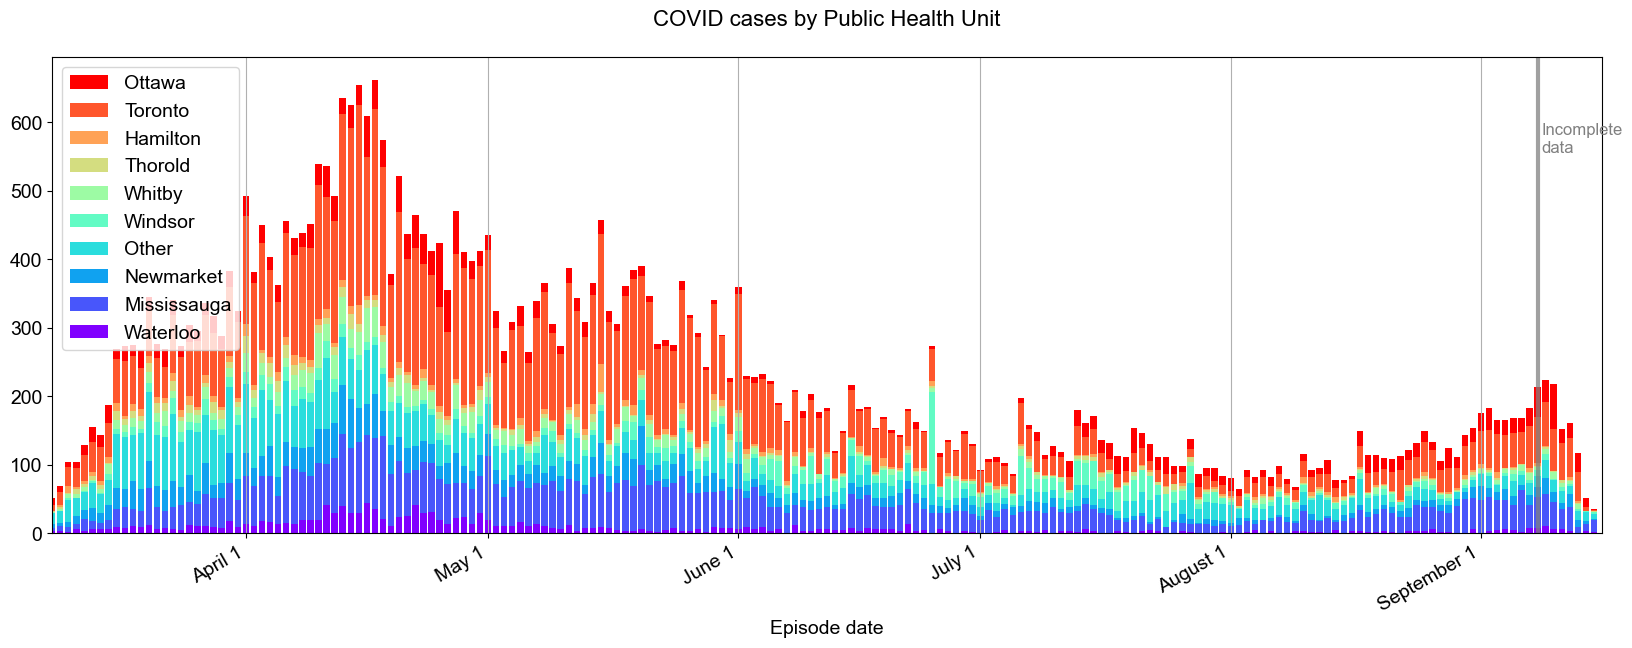 COVID cases by Public Health Unit
Ottawa
Toronto
Hamilton
Thorold
Whitby
Windsor
Other
Newmarket
Mississauga
Waterloo
600
500
400
300
200
100
0
Incomplete
data
April 1
May 1
June 1
July 1
August 1
September 1
Episode date